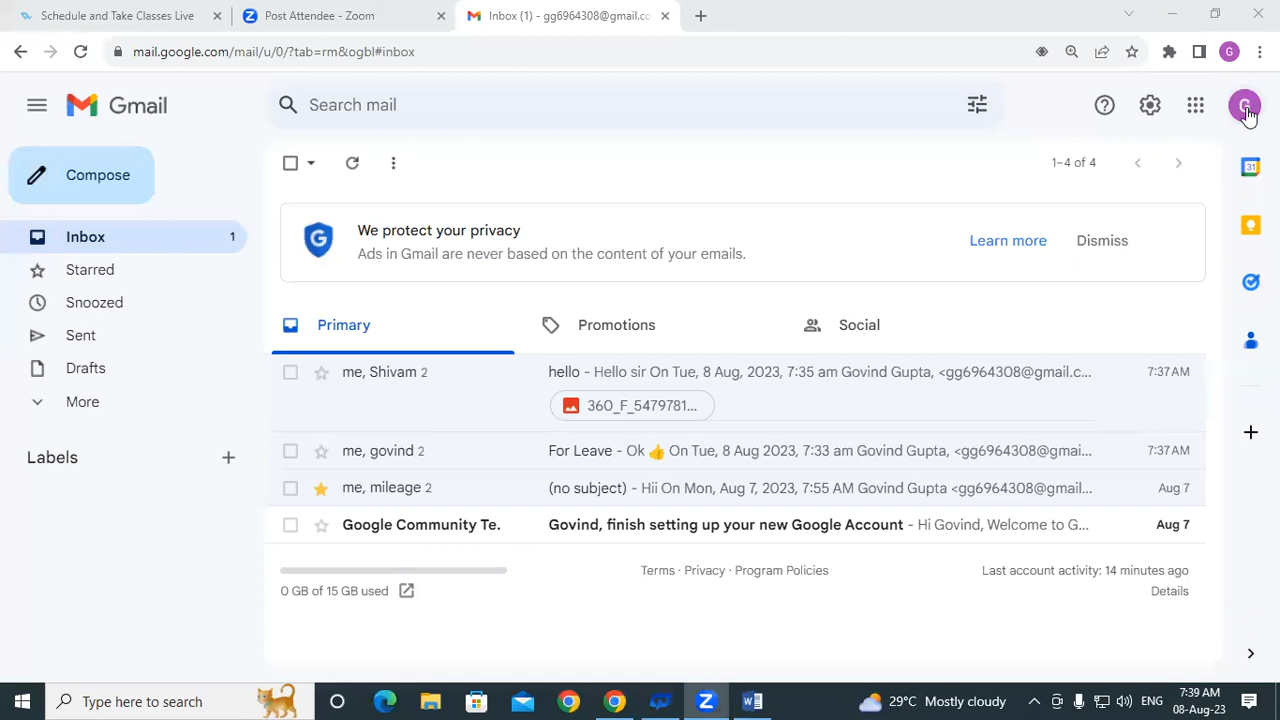 Schedule and Take Classes Live
Post Attendee - Zoom
Inbox (1) - gg6964308@gmail.co
mail.google.com/mail/u/0/?tab=rm&ogbl#inbox
G
Gmail
Search mail
G
Compose
1–4 of 4
31
G
We protect your privacy
Ads in Gmail are never based on the content of your emails.
Learn more
Dismiss
Inbox
1
Starred
Snoozed
Sent
Drafts
More
Labels
Primary
Promotions
Social
me, Shivam 2
hello - Hello sir On Tue, 8 Aug, 2023, 7:35 am Govind Gupta, <gg6964308@gmail.c...
7:37 AM
360_F_5479781...
me, govind 2
For Leave - Ok 👍 On Tue, 8 Aug 2023, 7:33 am Govind Gupta, <gg6964308@gmai...
7:37 AM
me, mileage 2
(no subject) - Hii On Mon, Aug 7, 2023, 7:55 AM Govind Gupta <gg6964308@gmail....
Aug 7
Google Community Te.
Govind, finish setting up your new Google Account - Hi Govind, Welcome to G...
Aug 7
0 GB of 15 GB used
Terms · Privacy · Program Policies
Last account activity: 14 minutes ago
Details
Type here to search
29°C Mostly cloudy
ENG
7:39 AM
08-Aug-23